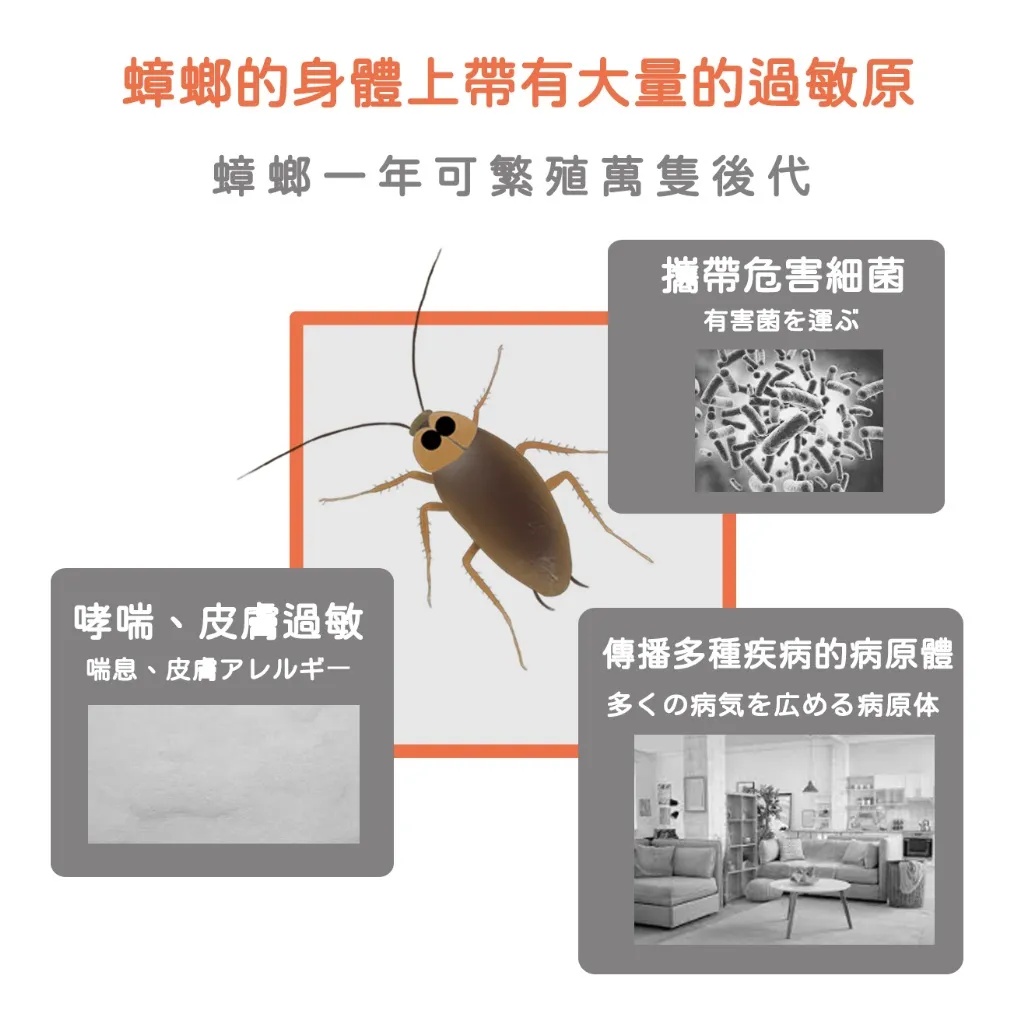 蟑螂的身體上帶有大量的過敏原
蟑螂一年可繁殖萬隻後代
攜帶危害細菌
有害菌を運ぶ
哮喘、皮膚過敏
喘息、皮膚アレルギー
傳播多種疾病的病原體
多くの病気を広める病原体